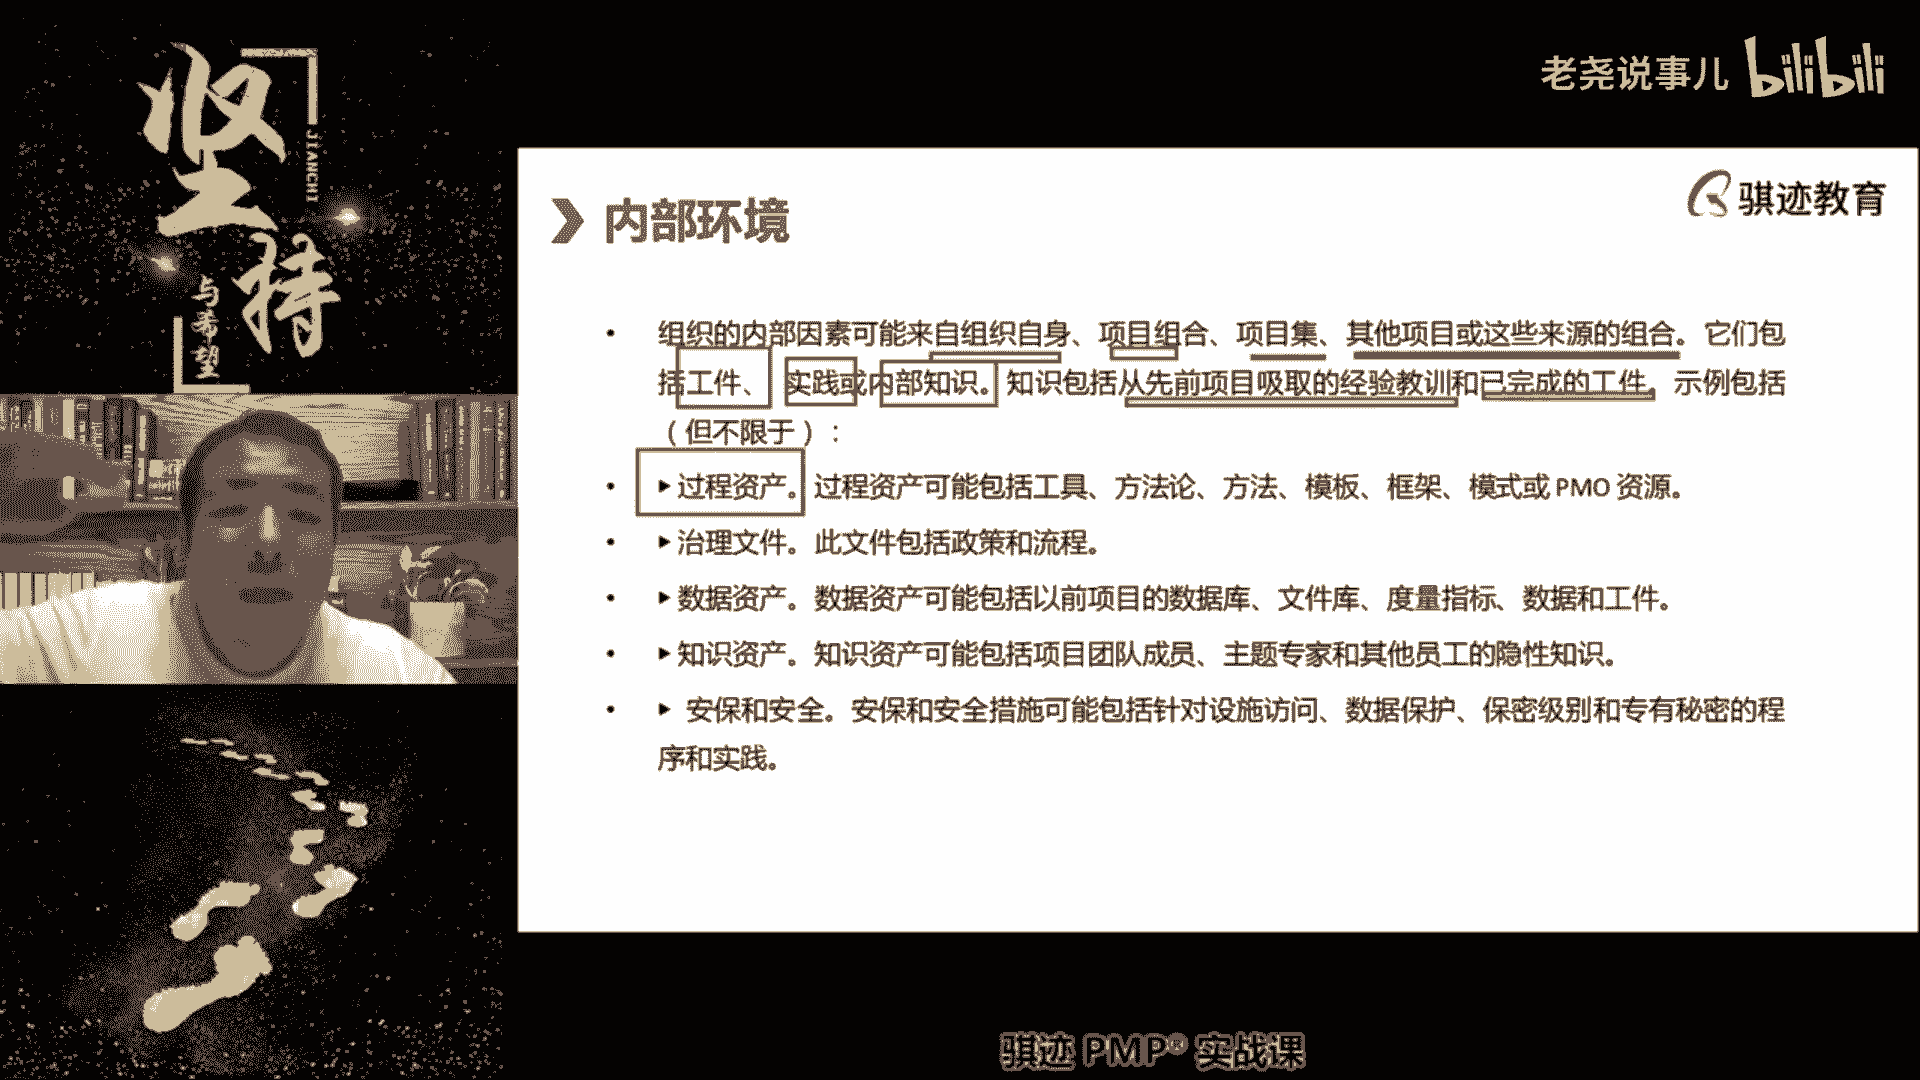 坚持
JIANCHI
与希望
老尧说事儿 bilibili
骐迹教育
内部环境
• 组织的内部因素可能来自组织自身、项目组合、项目集、其他项目或这些来源的组合。它们包
括工件、实践或内部知识。知识包括从先前项目吸取的经验教训和已完成的工件。示例包括
（但不限于）：
• ▶过程资产。过程资产可能包括工具、方法论、方法、模板、框架、模式或 PMO 资源。
• ▶治理文件。此文件包括政策和流程。
• ▶数据资产。数据资产可能包括以前项目的数据库、文件库、度量指标、数据和工件。
• ▶知识资产。知识资产可能包括项目团队成员、主题专家和其他员工的隐性知识。
• ▶ 安保和安全。安保和安全措施可能包括针对设施访问、数据保护、保密级别和专有秘密的程
序和实践。
骐迹 PMP® 实战课